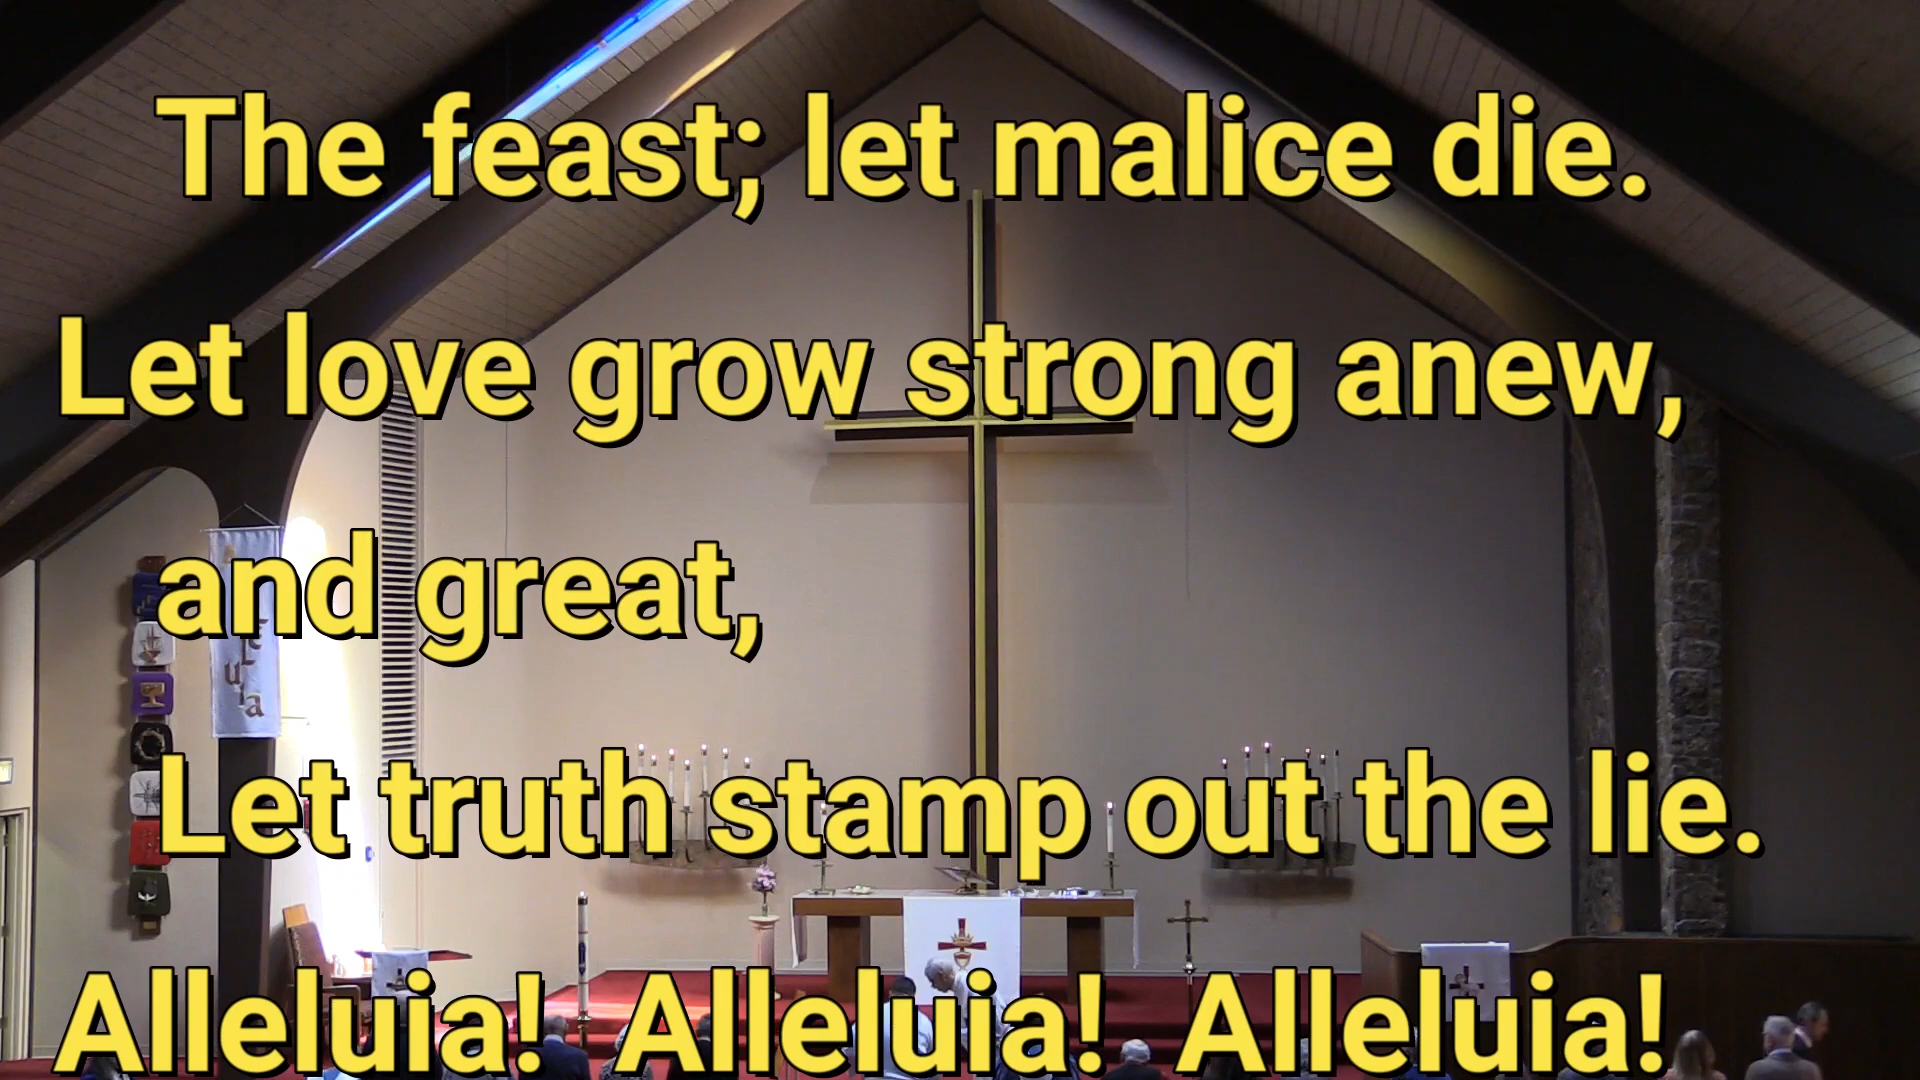 The feast; let malice die.
Let love grow strong anew,
and great,
Let truth stamp out the lie.
Alleluia! Alleluia! Alleluia!